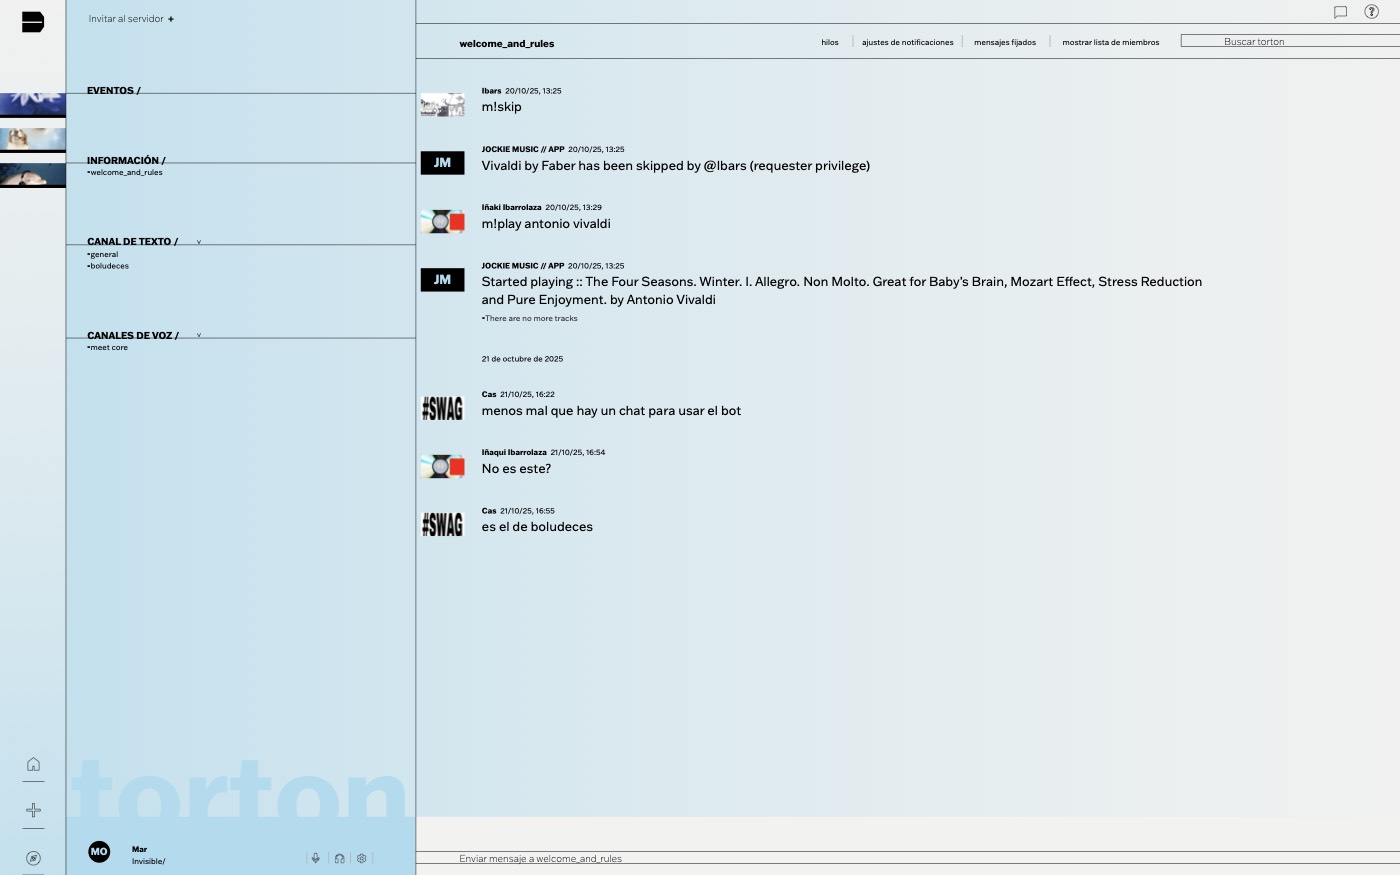 Invitar al servidor +
EVENTOS /
INFORMACIÓN /
•welcome_and_rules
CANAL DE TEXTO / v
•general
•boludeces
CANALES DE VOZ / v
•meet core
torton
MO
Mar
Invisible/
welcome_and_rules
hilos
ajustes de notificaciones
mensajes fijados
mostrar lista de miembros
Buscar torton
?
Ibars 20/10/25, 13:25
m!skip
JM
JOCKIE MUSIC // APP 20/10/25, 13:25
Vivaldi by Faber has been skipped by @Ibars (requester privilege)
Iñaki Ibarrolaza 20/10/25, 13:29
m!play antonio vivaldi
JM
JOCKIE MUSIC // APP 20/10/25, 13:25
Started playing :: The Four Seasons. Winter. I. Allegro. Non Molto. Great for Baby's Brain, Mozart Effect, Stress Reduction
and Pure Enjoyment. by Antonio Vivaldi
•There are no more tracks
21 de octubre de 2025
#SWAG
Cas 21/10/25, 16:22
menos mal que hay un chat para usar el bot
Iñaqui Ibarrolaza 21/10/25, 16:54
No es este?
#SWAG
Cas 21/10/25, 16:55
es el de boludeces
Enviar mensaje a welcome_and_rules